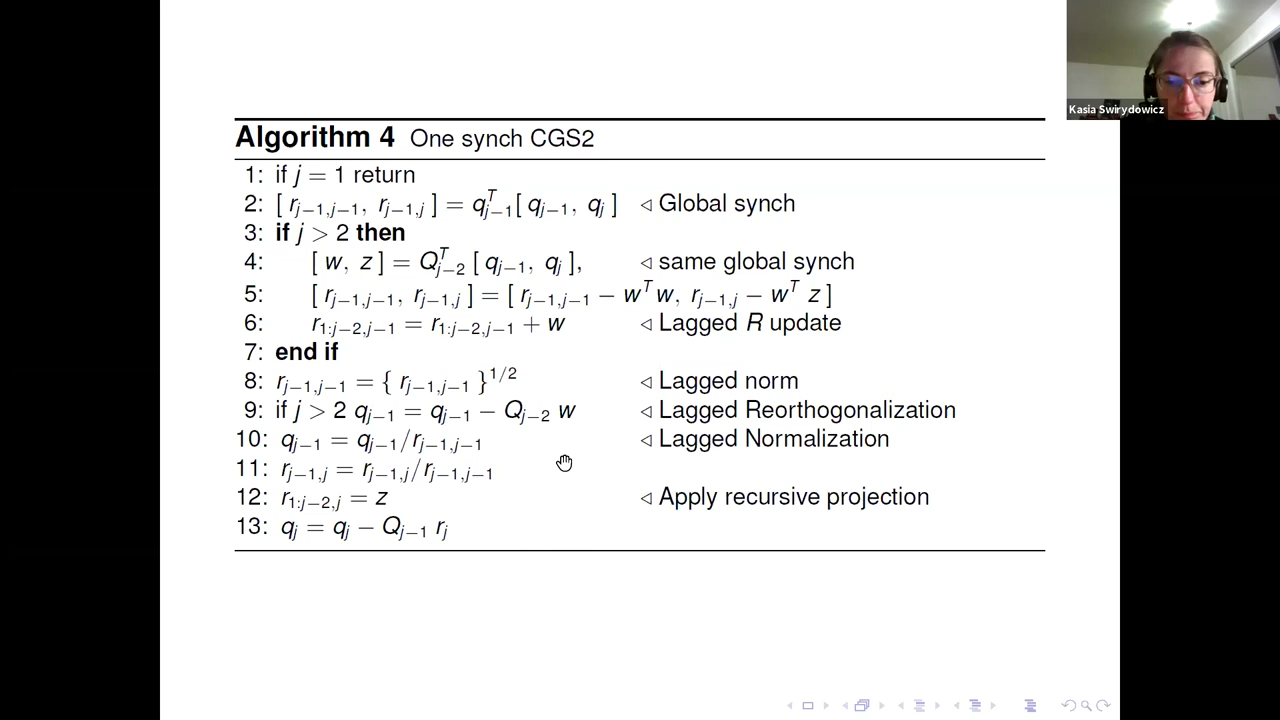 Kasia Swirydowicz
Algorithm 4 One synch CGS2
1: if j = 1 return
2: [ r_{j−1,j−1}, r_{j−1,j} ] = q_{j−1}^T [ q_{j−1}, q_j ] ◁ Global synch
3: if j > 2 then
4: [ w, z ] = Q_{j−2}^T [ q_{j−1}, q_j ], ◁ same global synch
5: [ r_{j−1,j−1}, r_{j−1,j} ] = [ r_{j−1,j−1} − w^T w, r_{j−1,j} − w^T z ]
6: r_{1:j−2,j−1} = r_{1:j−2,j−1} + w ◁ Lagged R update
7: end if
8: r_{j−1,j−1} = { r_{j−1,j−1} }^{1/2} ◁ Lagged norm
9: if j > 2 q_{j−1} = q_{j−1} − Q_{j−2} w ◁ Lagged Reorthogonalization
10: q_{j−1} = q_{j−1}/r_{j−1,j−1} ◁ Lagged Normalization
11: r_{j−1,j} = r_{j−1,j}/r_{j−1,j−1}
12: r_{1:j−2,j} = z ◁ Apply recursive projection
13: q_j = q_j − Q_{j−1} r_j